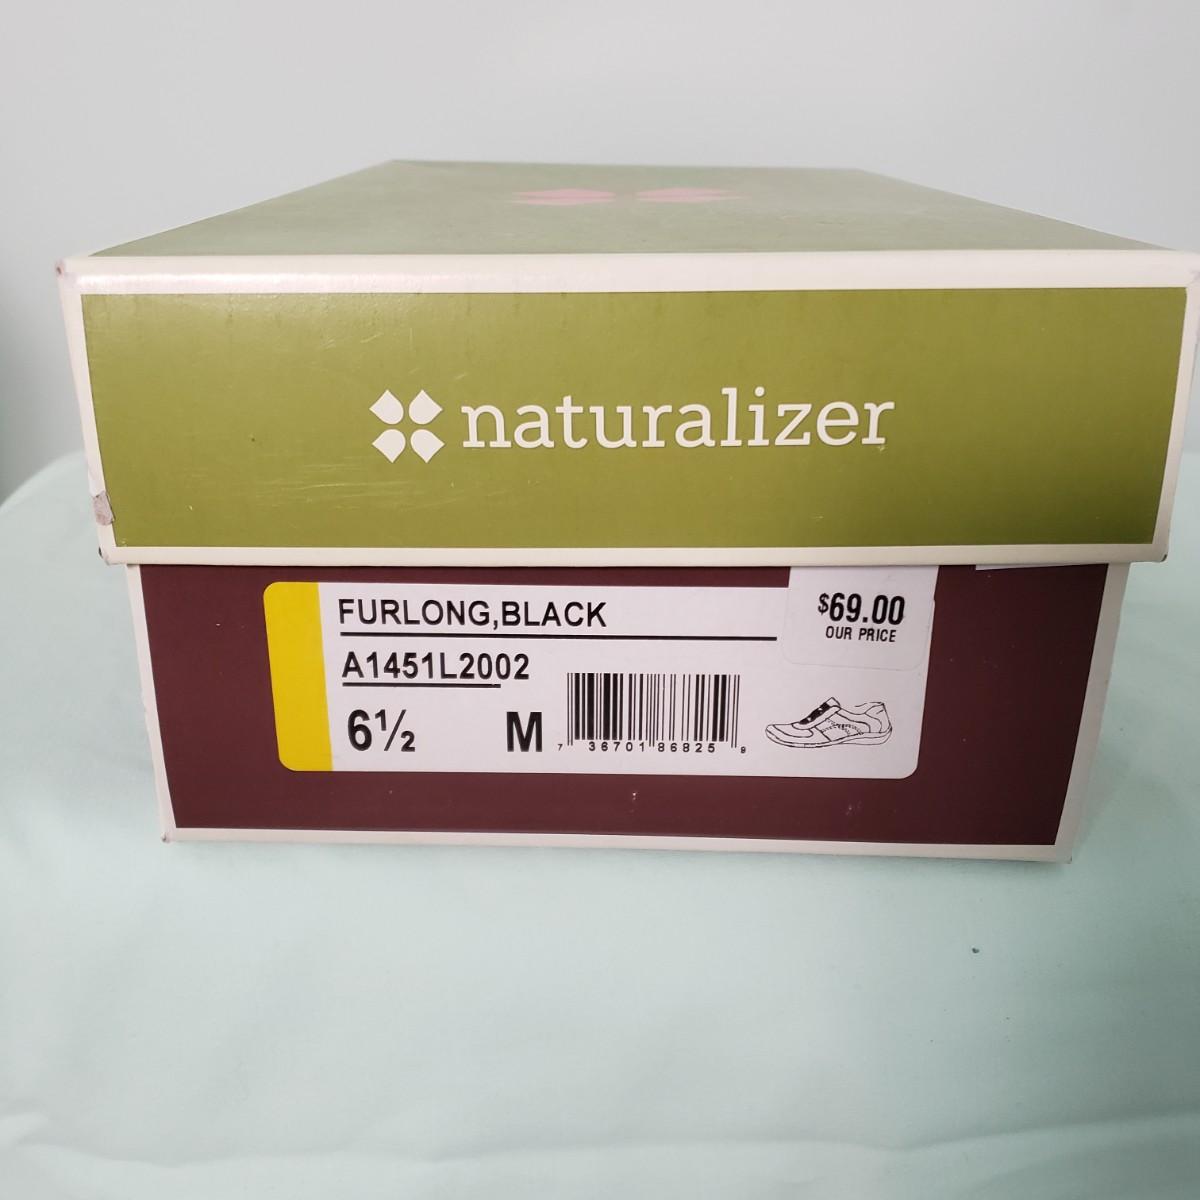 naturalizer
FURLONG,BLACK
$69.00
OUR PRICE
A1451L2002
6½ M
7 36701 86825 9